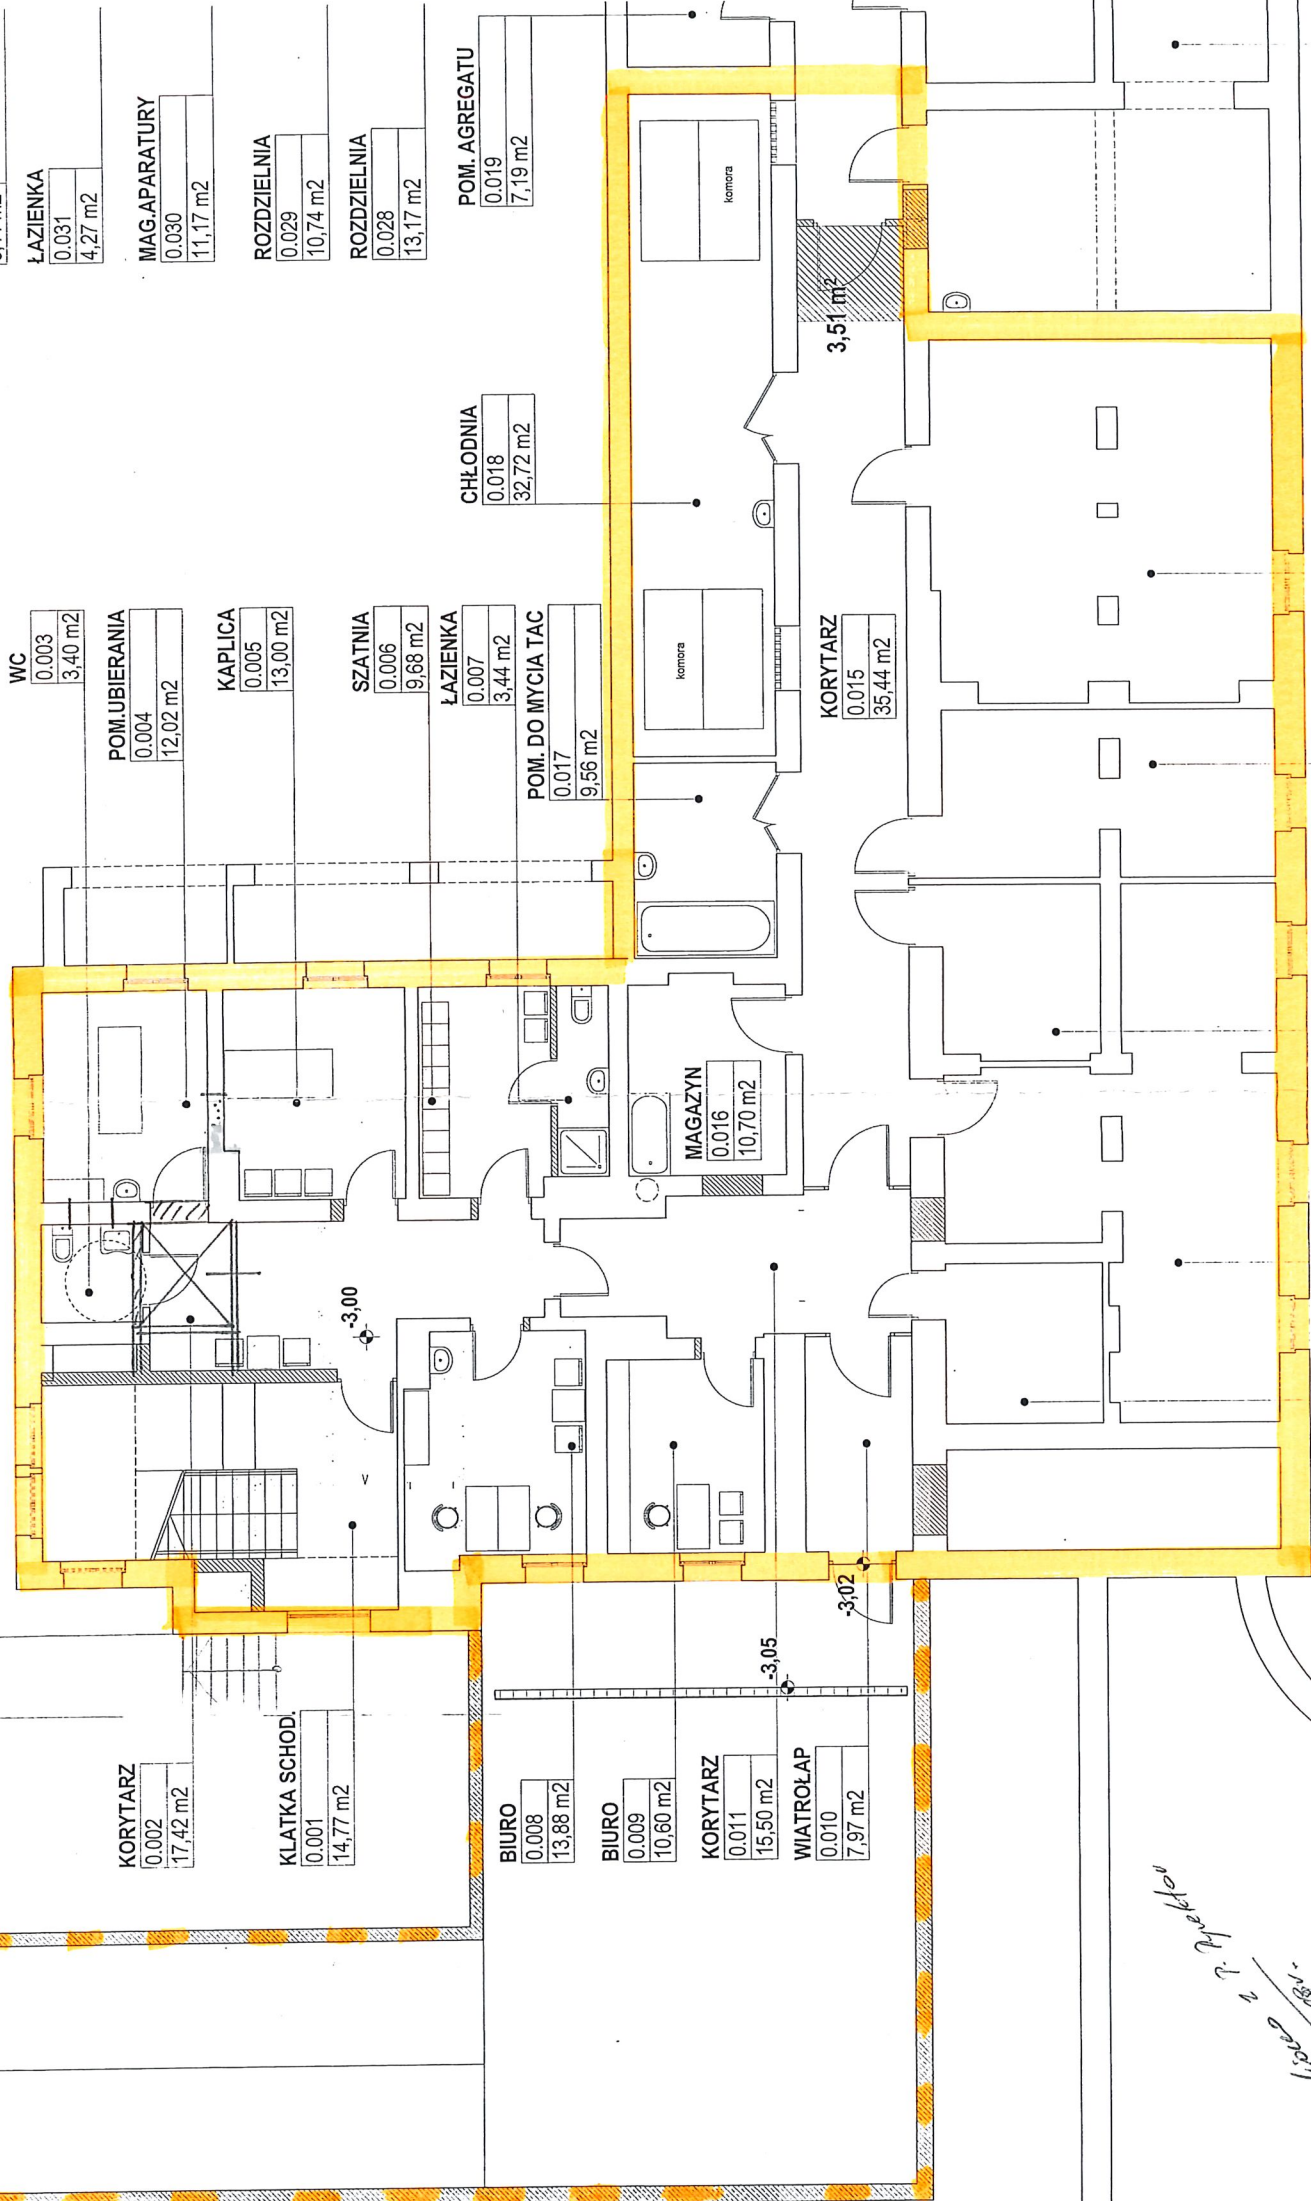 ŁAZIENKA
0.031
4,27 m2
MAG.APARATURY
0.030
11,17 m2
ROZDZIELNIA
0.029
10,74 m2
ROZDZIELNIA
0.028
13,17 m2
POM. AGREGATU
0.019
7,19 m2
CHŁODNIA
0.018
32,72 m2
komora
3,51 m2
WC
0.003
3,40 m2
POM.UBIERANIA
0.004
12,02 m2
KAPLICA
0.005
13,00 m2
SZATNIA
0.006
9,68 m2
ŁAZIENKA
0.007
3,44 m2
POM. DO MYCIA TAC
0.017
9,56 m2
komora
KORYTARZ
0.015
35,44 m2
MAGAZYN
0.016
10,70 m2
-3,00
-3,02
-3,05
KORYTARZ
0.002
17,42 m2
KLATKA SCHOD.
0.001
14,77 m2
BIURO
0.008
13,88 m2
BIURO
0.009
10,60 m2
KORYTARZ
0.011
15,50 m2
WIATROŁAP
0.010
7,97 m2